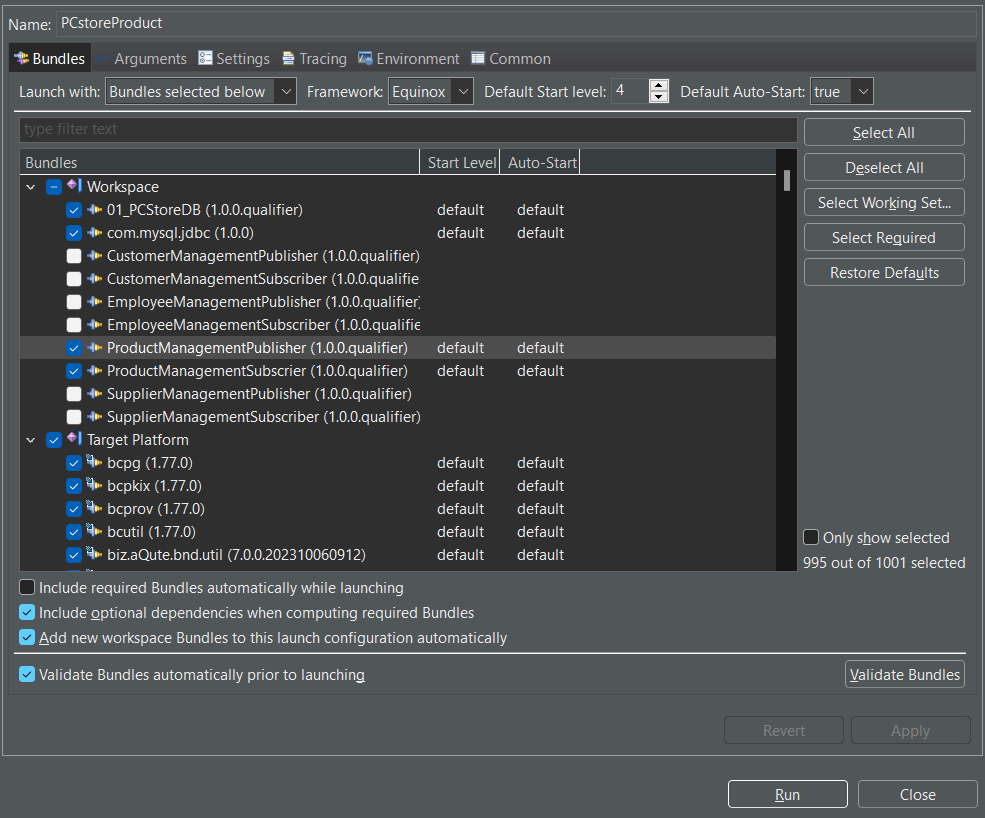 Name: PCstoreProduct
Bundles Arguments Settings Tracing Environment Common
Launch with: Bundles selected below Framework: Equinox Default Start level: 4 Default Auto-Start: true
type filter text
Select All
Bundles Start Level Auto-Start
Deselect All
Workspace
01_PCStoreDB (1.0.0.qualifier) default default
Select Working Set...
com.mysql.jdbc (1.0.0) default default
Select Required
CustomerManagementPublisher (1.0.0.qualifier)
CustomerManagementSubscriber (1.0.0.qualifie
Restore Defaults
EmployeeManagementPublisher (1.0.0.qualifier)
EmployeeManagementSubscriber (1.0.0.qualifie
ProductManagementPublisher (1.0.0.qualifier) default default
ProductManagementSubscrier (1.0.0.qualifier) default default
SupplierManagementPublisher (1.0.0.qualifier)
SupplierManagementSubscriber (1.0.0.qualifier)
Target Platform
bcpg (1.77.0) default default
bcpkix (1.77.0) default default
bcprov (1.77.0) default default
bcutil (1.77.0) default default
Only show selected
biz.aQute.bnd.util (7.0.0.202310060912) default default
995 out of 1001 selected
Include required Bundles automatically while launching
Include optional dependencies when computing required Bundles
Add new workspace Bundles to this launch configuration automatically
Validate Bundles automatically prior to launching Validate Bundles
Revert Apply
Run Close